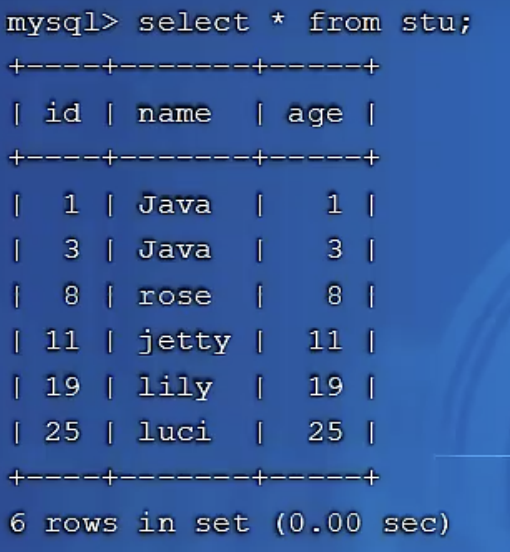 mysql> select * from stu;
+----+-------+-----+
| id | name  | age |
+----+-------+-----+
|  1 | Java  |   1 |
|  3 | Java  |   3 |
|  8 | rose  |   8 |
| 11 | jetty |  11 |
| 19 | lily  |  19 |
| 25 | luci  |  25 |
+----+-------+-----+
6 rows in set (0.00 sec)